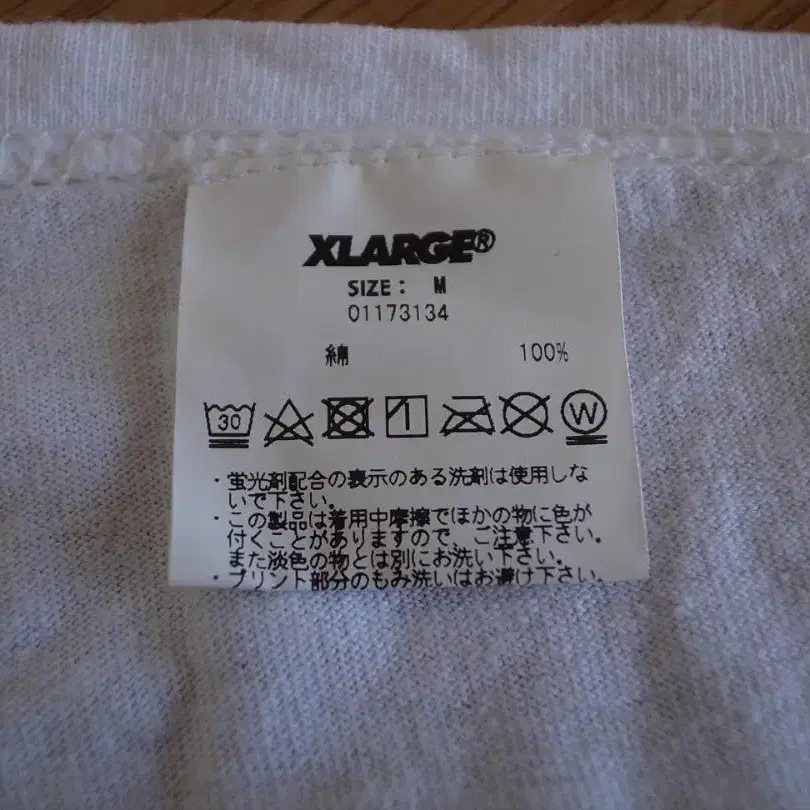 XLARGE®
SIZE: M
01173134
綿 100%
30
W
・蛍光剤配合の表示のある洗剤は使用しな
いで下さい。
・この製品は着用中摩擦でほかの物に色が
付くことがありますので、ご注意下さい。
また淡色の物とは別にお洗い下さい。
・プリント部分のもみ洗いはお避け下さい。